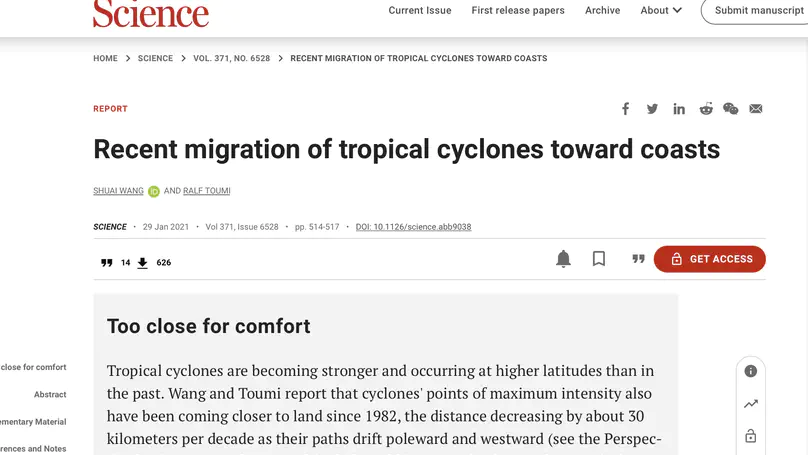 Science
Current Issue First release papers Archive About Submit manuscript
HOME > SCIENCE > VOL. 371, NO. 6528 > RECENT MIGRATION OF TROPICAL CYCLONES TOWARD COASTS
REPORT
Recent migration of tropical cyclones toward coasts
SHUAI WANG iD AND RALF TOUMI
SCIENCE • 29 Jan 2021 • Vol 371, Issue 6528 • pp. 514-517 • DOI: 10.1126/science.abb9038
14 626
GET ACCESS
Too close for comfort
Tropical cyclones are becoming stronger and occurring at higher latitudes than in
the past. Wang and Toumi report that cyclones' points of maximum intensity also
have been coming closer to land since 1982, the distance decreasing by about 30
kilometers per decade as their paths drift poleward and westward (see the Perspec-
close for comfort
Abstract
ementary Material
rences and Notes